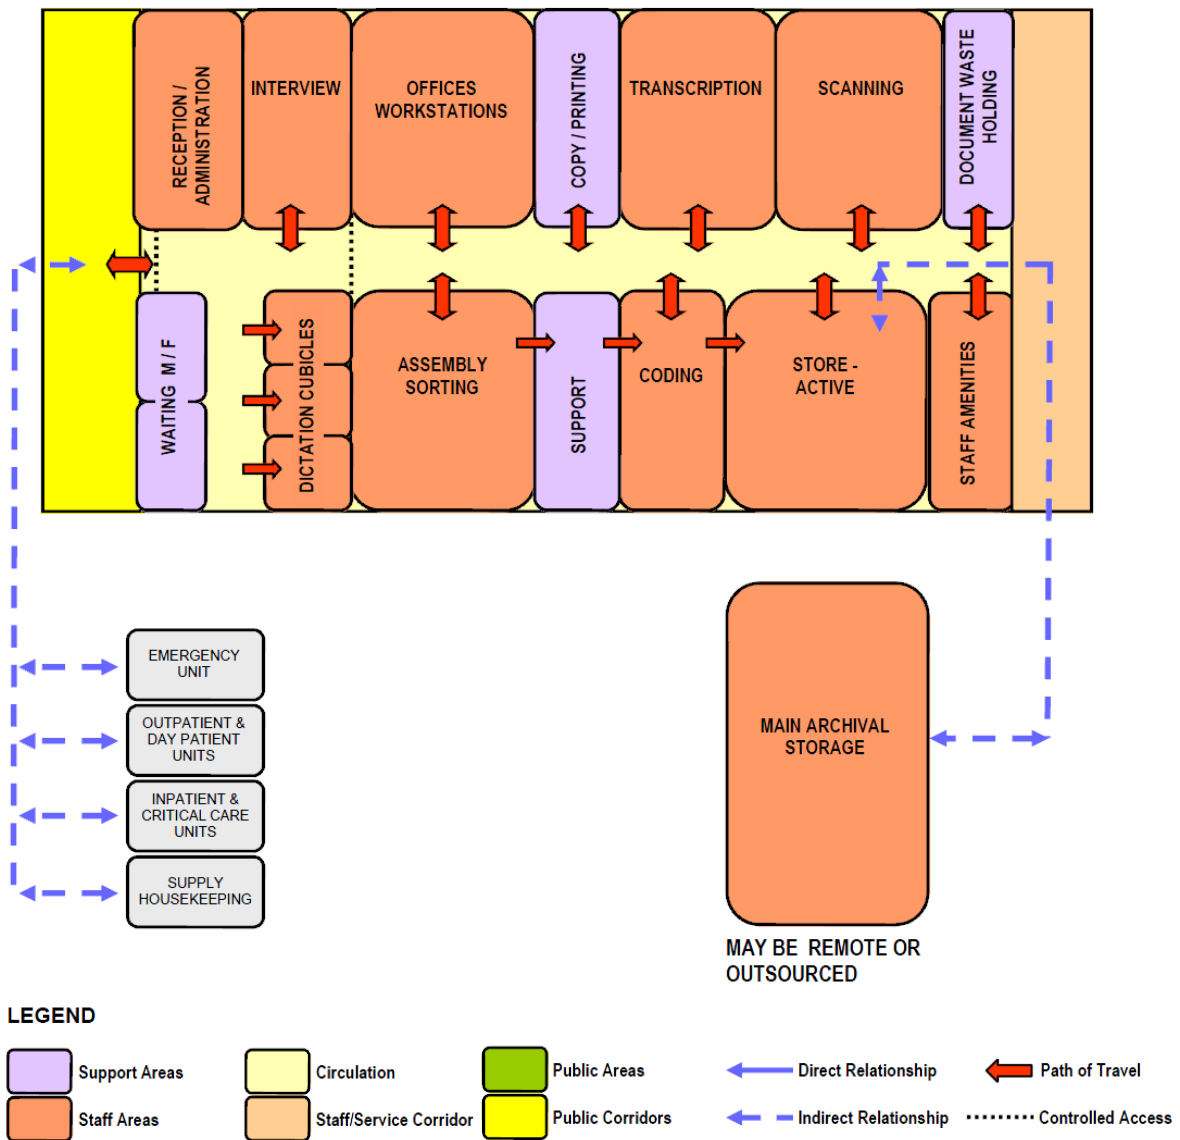 RECEPTION /
ADMINISTRATION
INTERVIEW
OFFICES
WORKSTATIONS
COPY / PRINTING
TRANSCRIPTION
SCANNING
DOCUMENT WASTE
HOLDING
WAITING M / F
DICTATION CUBICLES
ASSEMBLY
SORTING
SUPPORT
CODING
STORE -
ACTIVE
STAFF AMENITIES
EMERGENCY
UNIT
OUTPATIENT &
DAY PATIENT
UNITS
INPATIENT &
CRITICAL CARE
UNITS
SUPPLY
HOUSEKEEPING
MAIN ARCHIVAL
STORAGE
MAY BE REMOTE OR
OUTSOURCED
LEGEND
Support Areas
Circulation
Public Areas
Direct Relationship
Path of Travel
Staff Areas
Staff/Service Corridor
Public Corridors
Indirect Relationship
Controlled Access